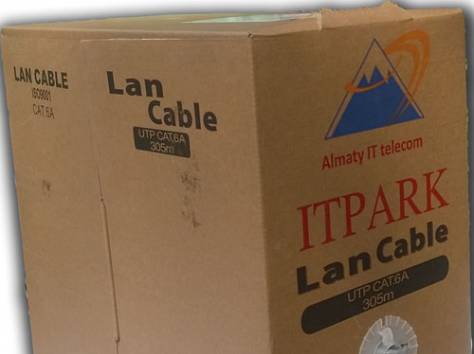 LAN CABLE
ISO9001
CAT.6A
Lan
Cable
UTP CAT.6A
305m
Almaty IT telecom
ITPARK
Lan Cable
UTP CAT.6A
305m